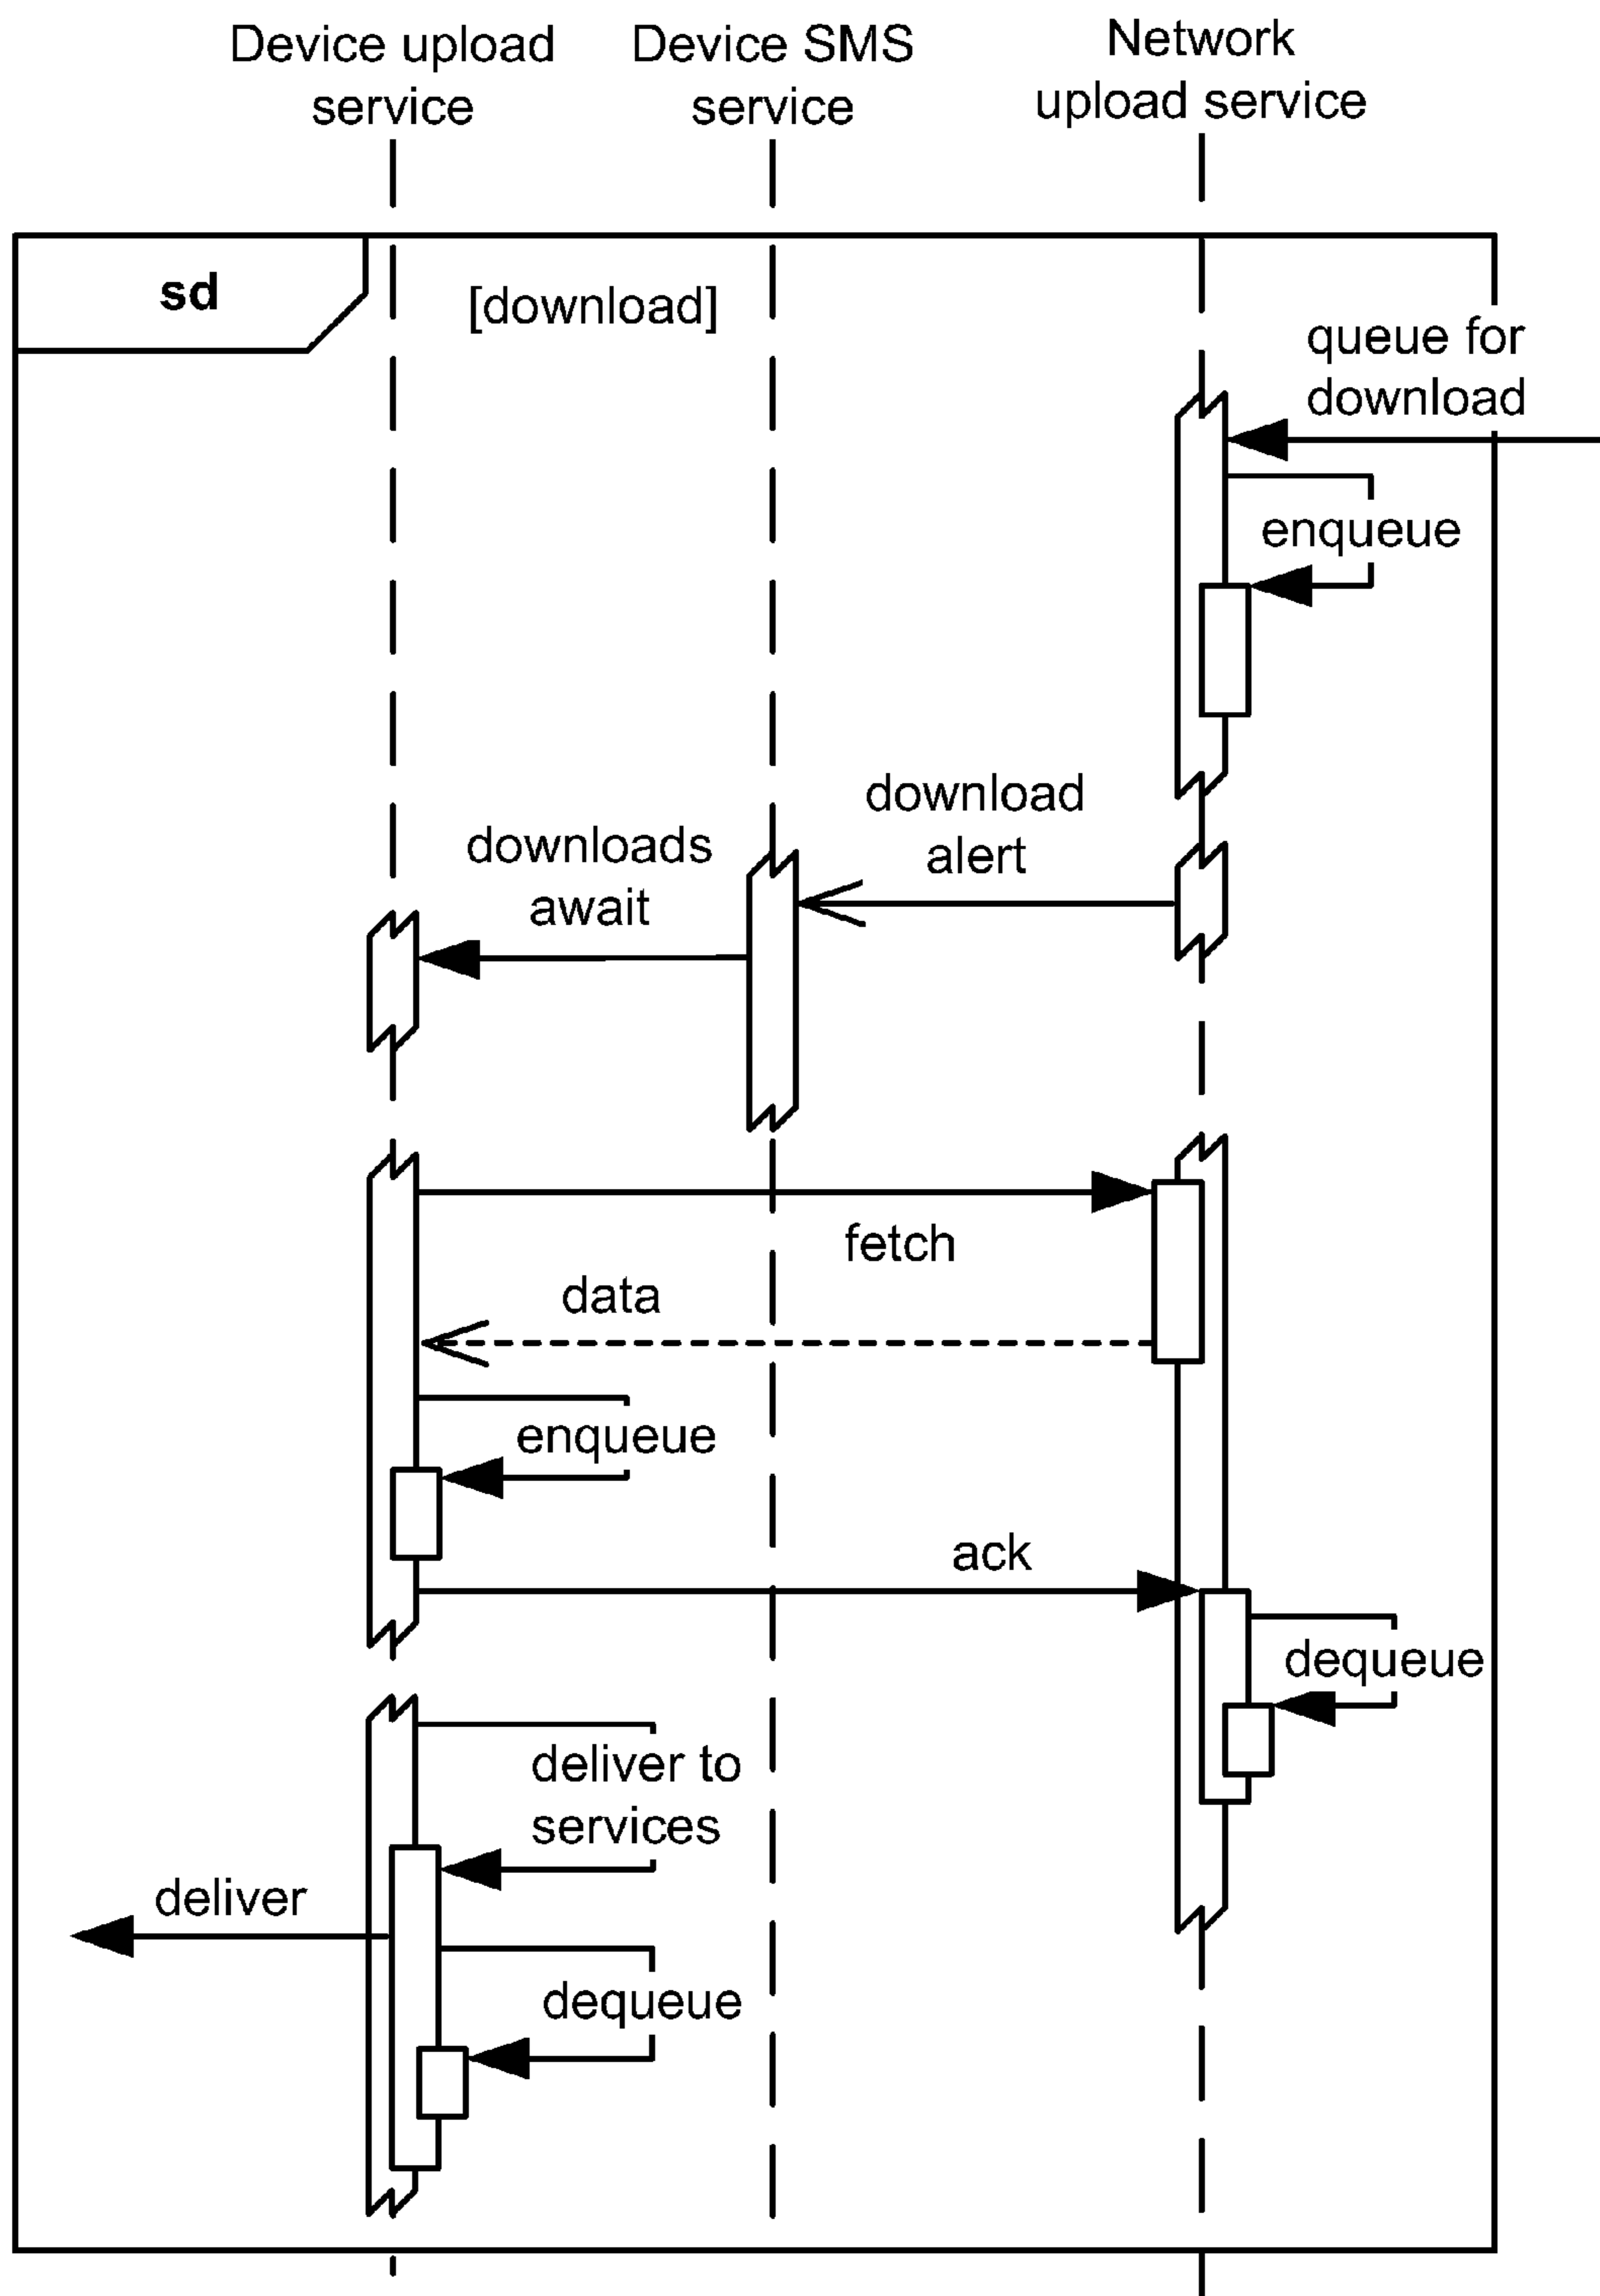 Device upload
service
Device SMS
service
Network
upload service
sd
[download]
queue for
download
enqueue
download
alert
downloads
await
fetch
data
enqueue
ack
dequeue
deliver to
services
deliver
dequeue